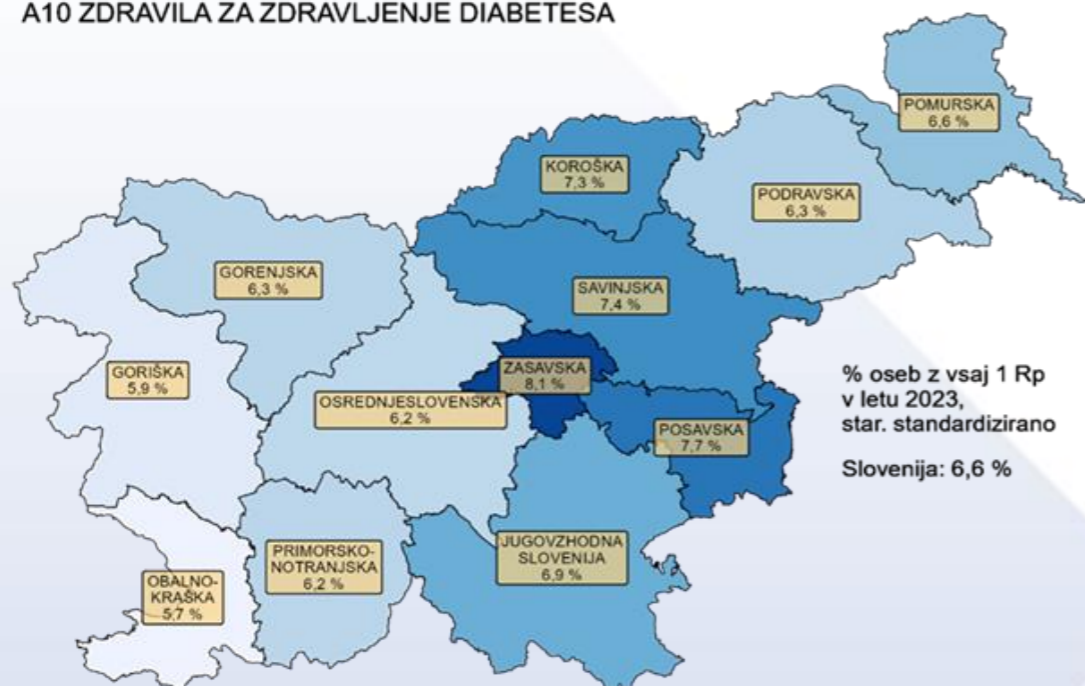 A10 ZDRAVILA ZA ZDRAVLJENJE DIABETESA
POMURSKA
6,6 %
KOROŠKA
7,3 %
PODRAVSKA
6,3 %
GORENJSKA
6,3 %
SAVINJSKA
7,4 %
GORIŠKA
5,9 %
ZASAVSKA
8,1 %
OSREDNJESLOVENSKA
6,2 %
POSAVSKA
7,7 %
% oseb z vsaj 1 Rp
v letu 2023,
star. standardizirano
Slovenija: 6,6 %
PRIMORSKO-
NOTRANJSKA
6,2 %
JUGOVZHODNA
SLOVENIJA
6,9 %
OBALNO-
KRAŠKA
5,7 %